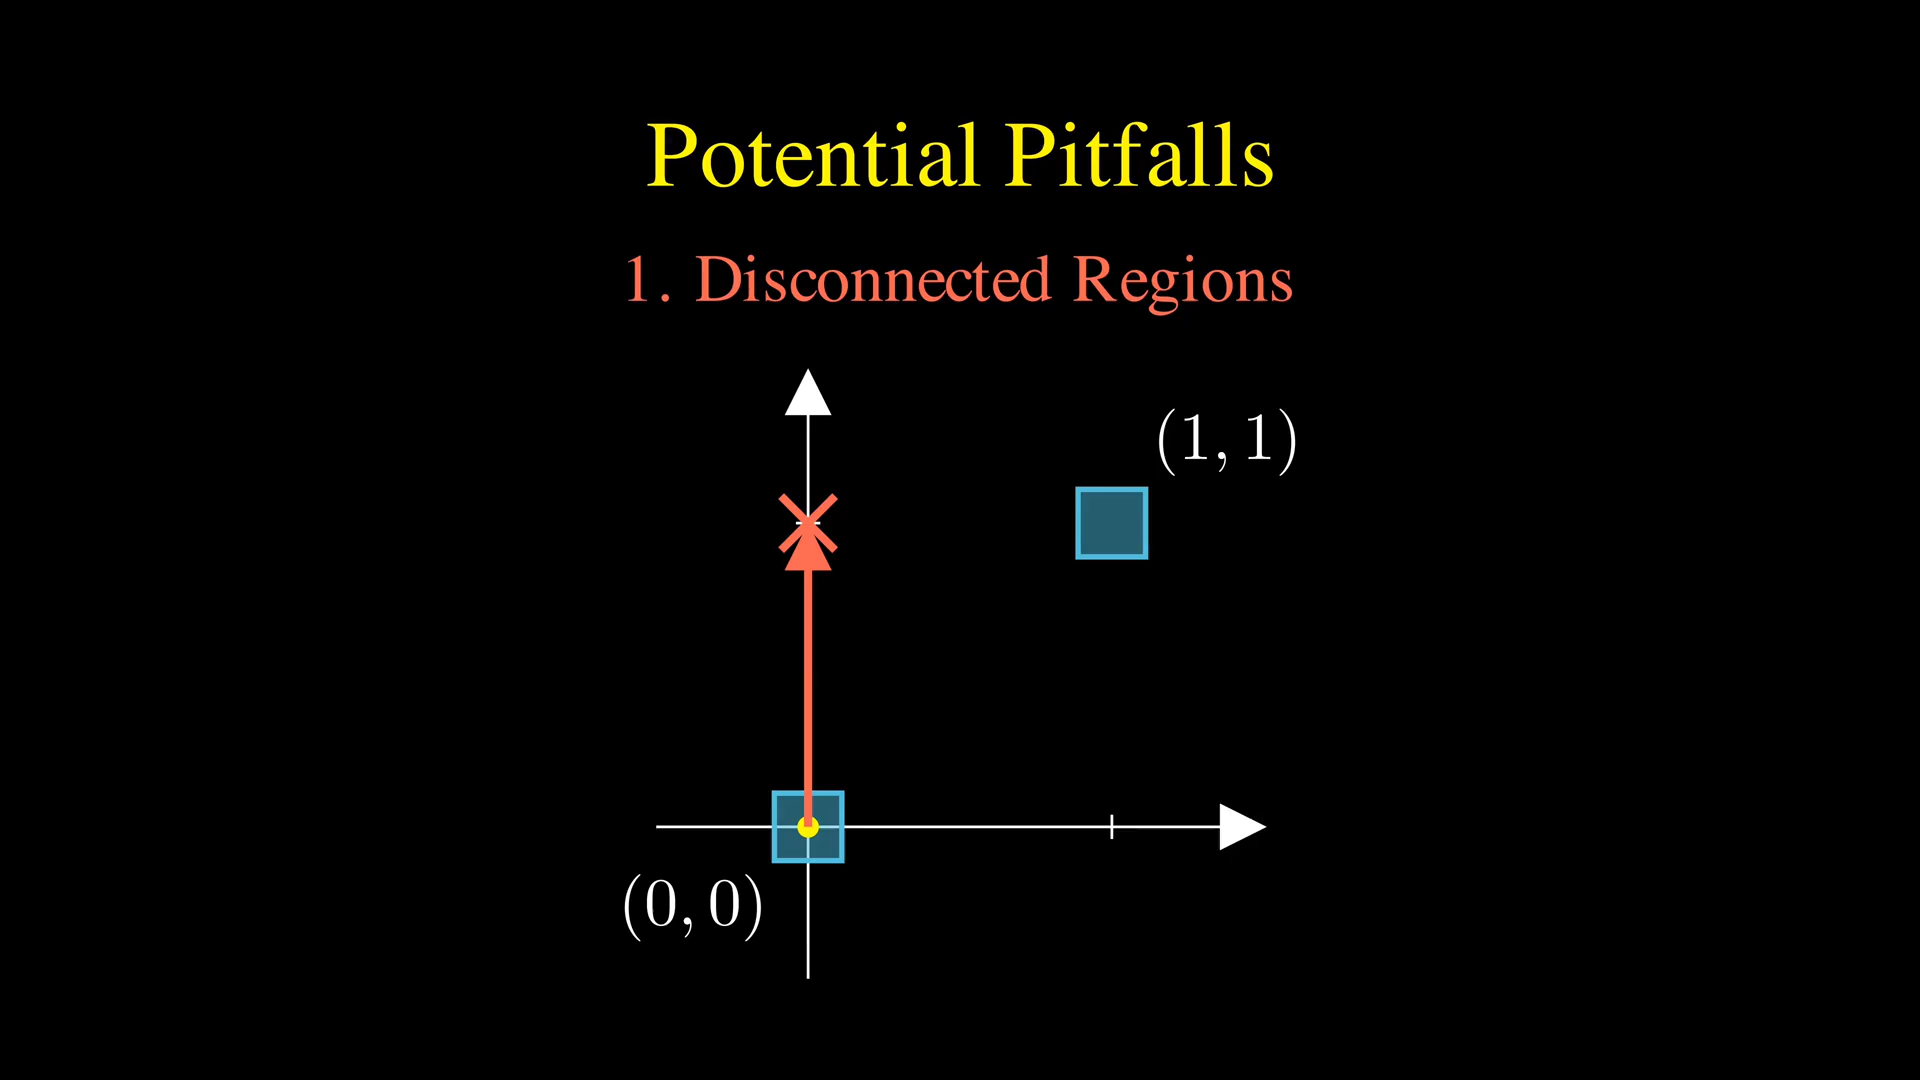 Potential Pitfalls
1. Disconnected Regions
(1, 1)
(0, 0)